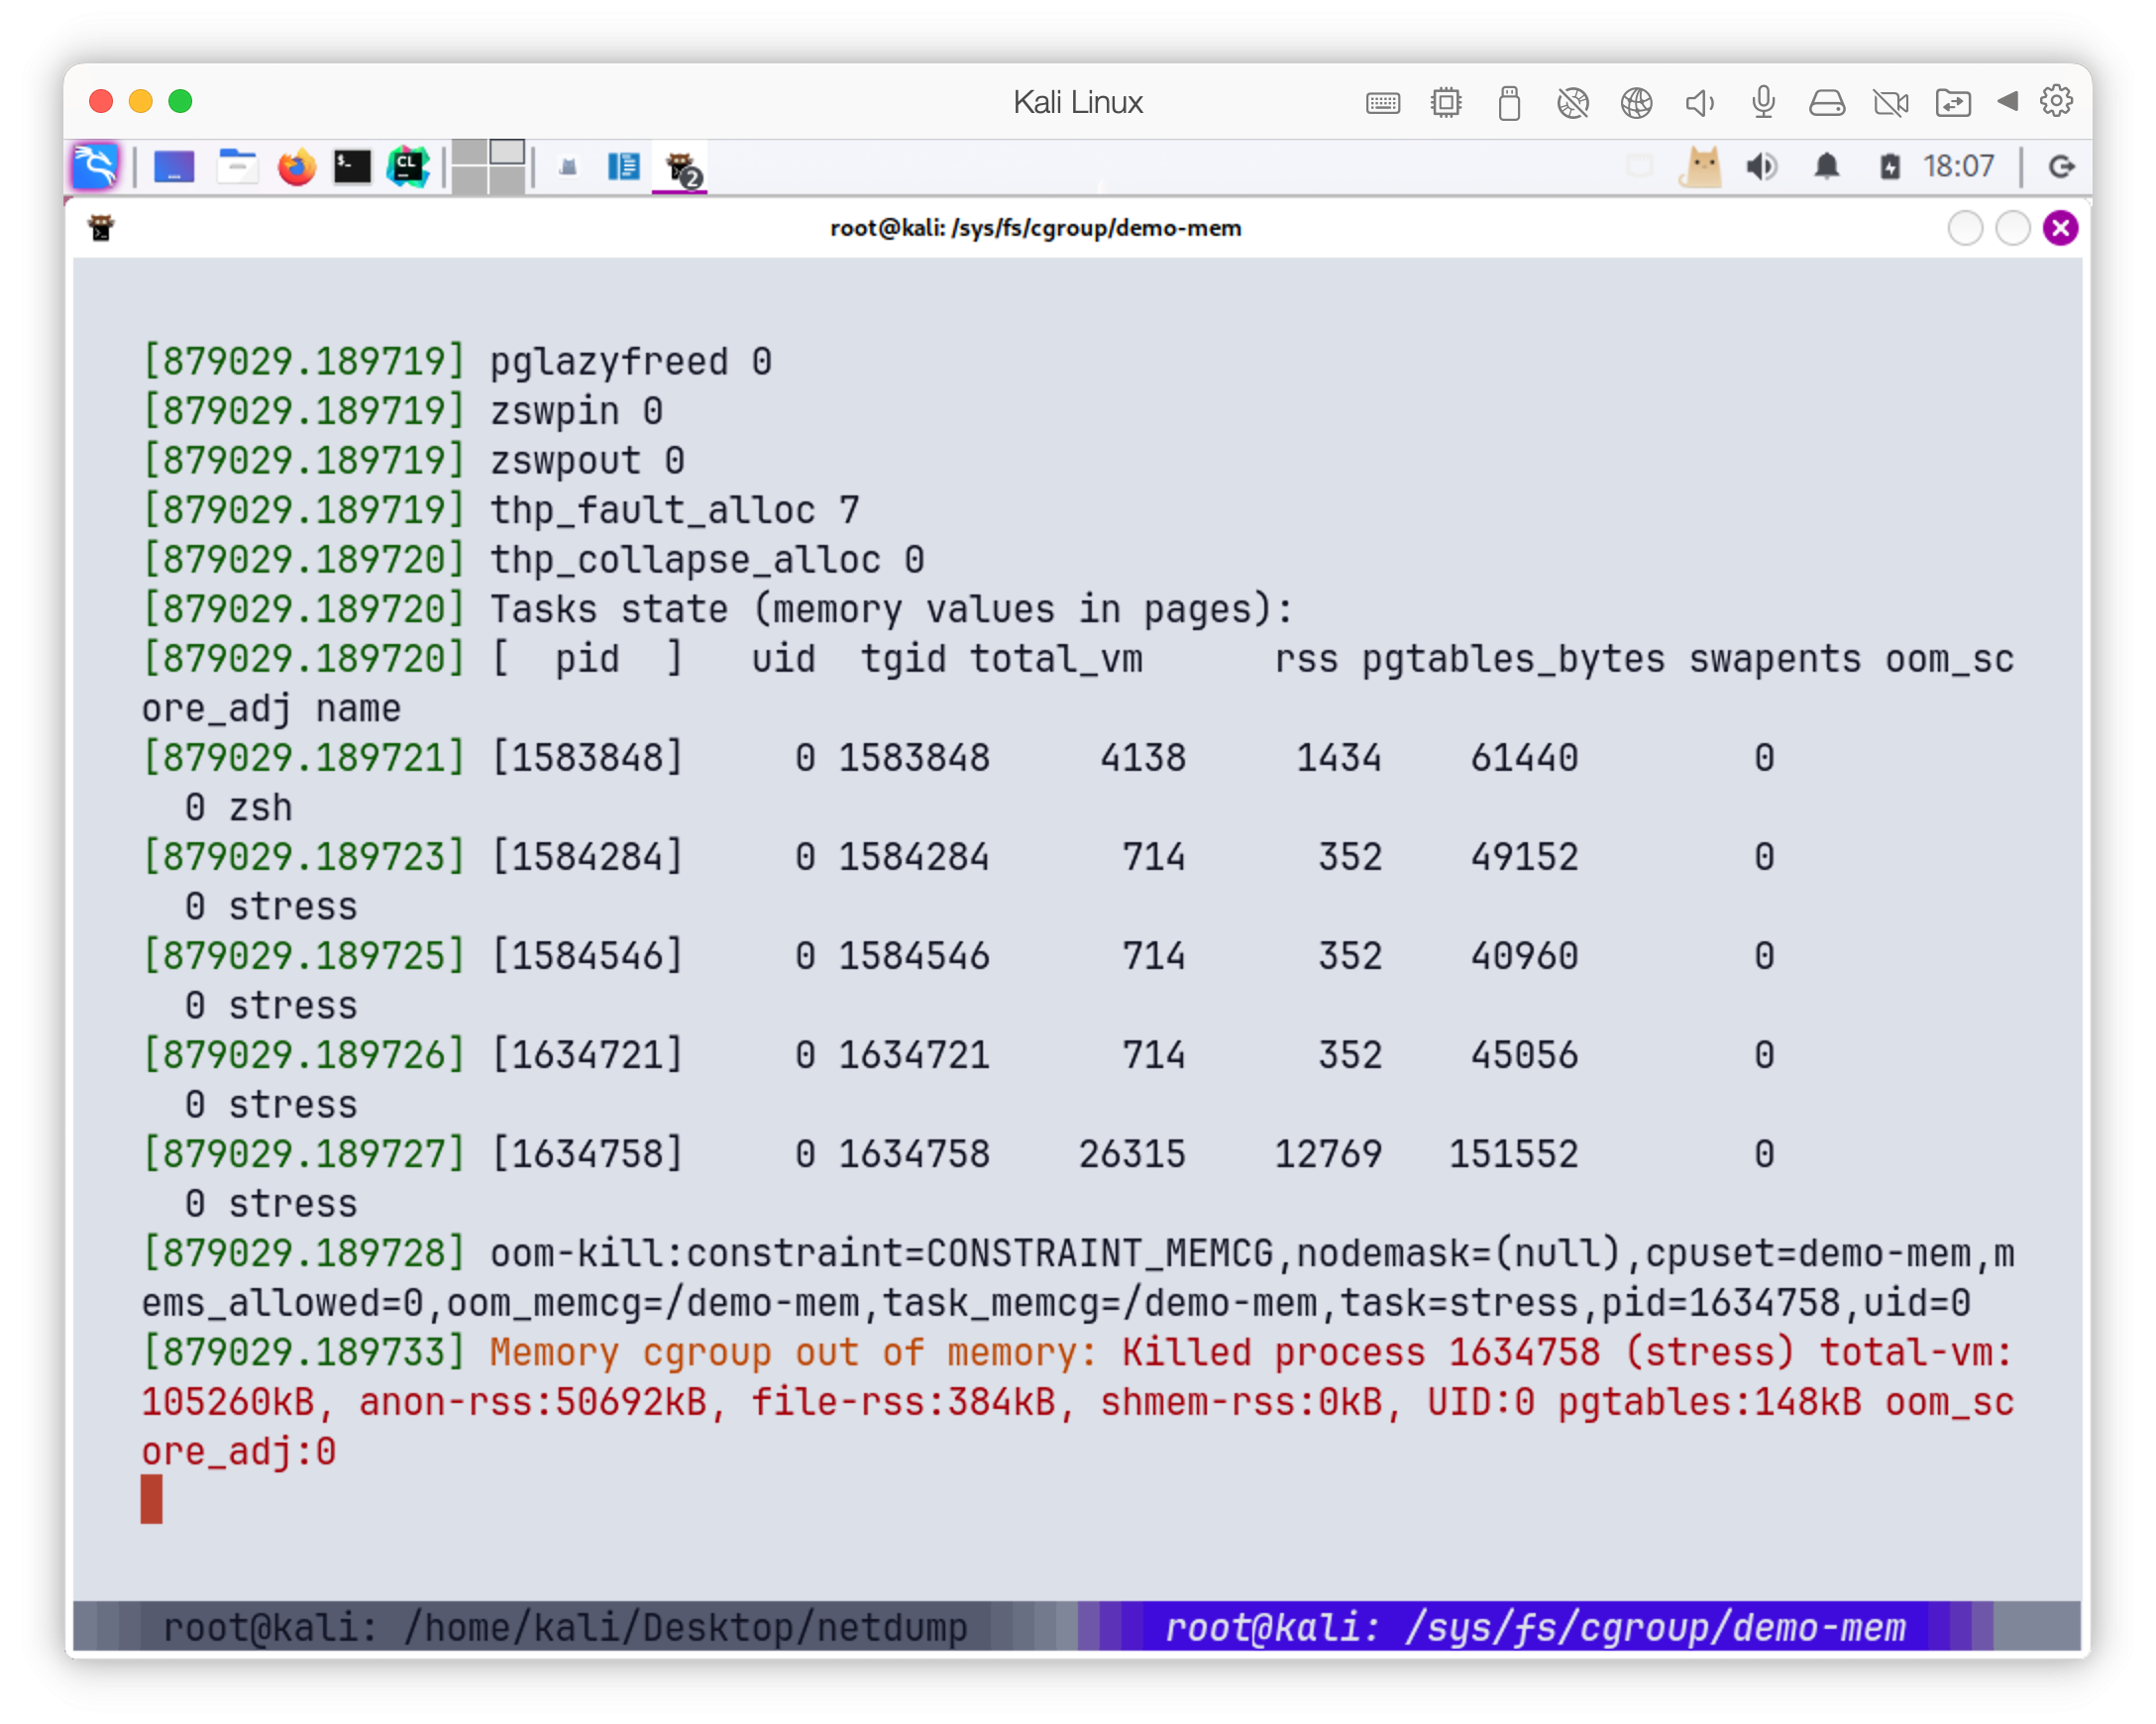 Kali Linux
$_
CL
2
18:07
root@kali: /sys/fs/cgroup/demo-mem
[879029.189719] pglazyfreed 0
[879029.189719] zswpin 0
[879029.189719] zswpout 0
[879029.189719] thp_fault_alloc 7
[879029.189720] thp_collapse_alloc 0
[879029.189720] Tasks state (memory values in pages):
[879029.189720] [  pid  ]   uid  tgid total_vm      rss pgtables_bytes swapents oom_sc
ore_adj name
[879029.189721] [1583848]     0 1583848     4138     1434    61440        0
  0 zsh
[879029.189723] [1584284]     0 1584284      714      352    49152        0
  0 stress
[879029.189725] [1584546]     0 1584546      714      352    40960        0
  0 stress
[879029.189726] [1634721]     0 1634721      714      352    45056        0
  0 stress
[879029.189727] [1634758]     0 1634758    26315    12769   151552        0
  0 stress
[879029.189728] oom-kill:constraint=CONSTRAINT_MEMCG,nodemask=(null),cpuset=demo-mem,m
ems_allowed=0,oom_memcg=/demo-mem,task_memcg=/demo-mem,task=stress,pid=1634758,uid=0
[879029.189733] Memory cgroup out of memory: Killed process 1634758 (stress) total-vm:
105260kB, anon-rss:50692kB, file-rss:384kB, shmem-rss:0kB, UID:0 pgtables:148kB oom_sc
ore_adj:0
root@kali: /home/kali/Desktop/netdump
root@kali: /sys/fs/cgroup/demo-mem